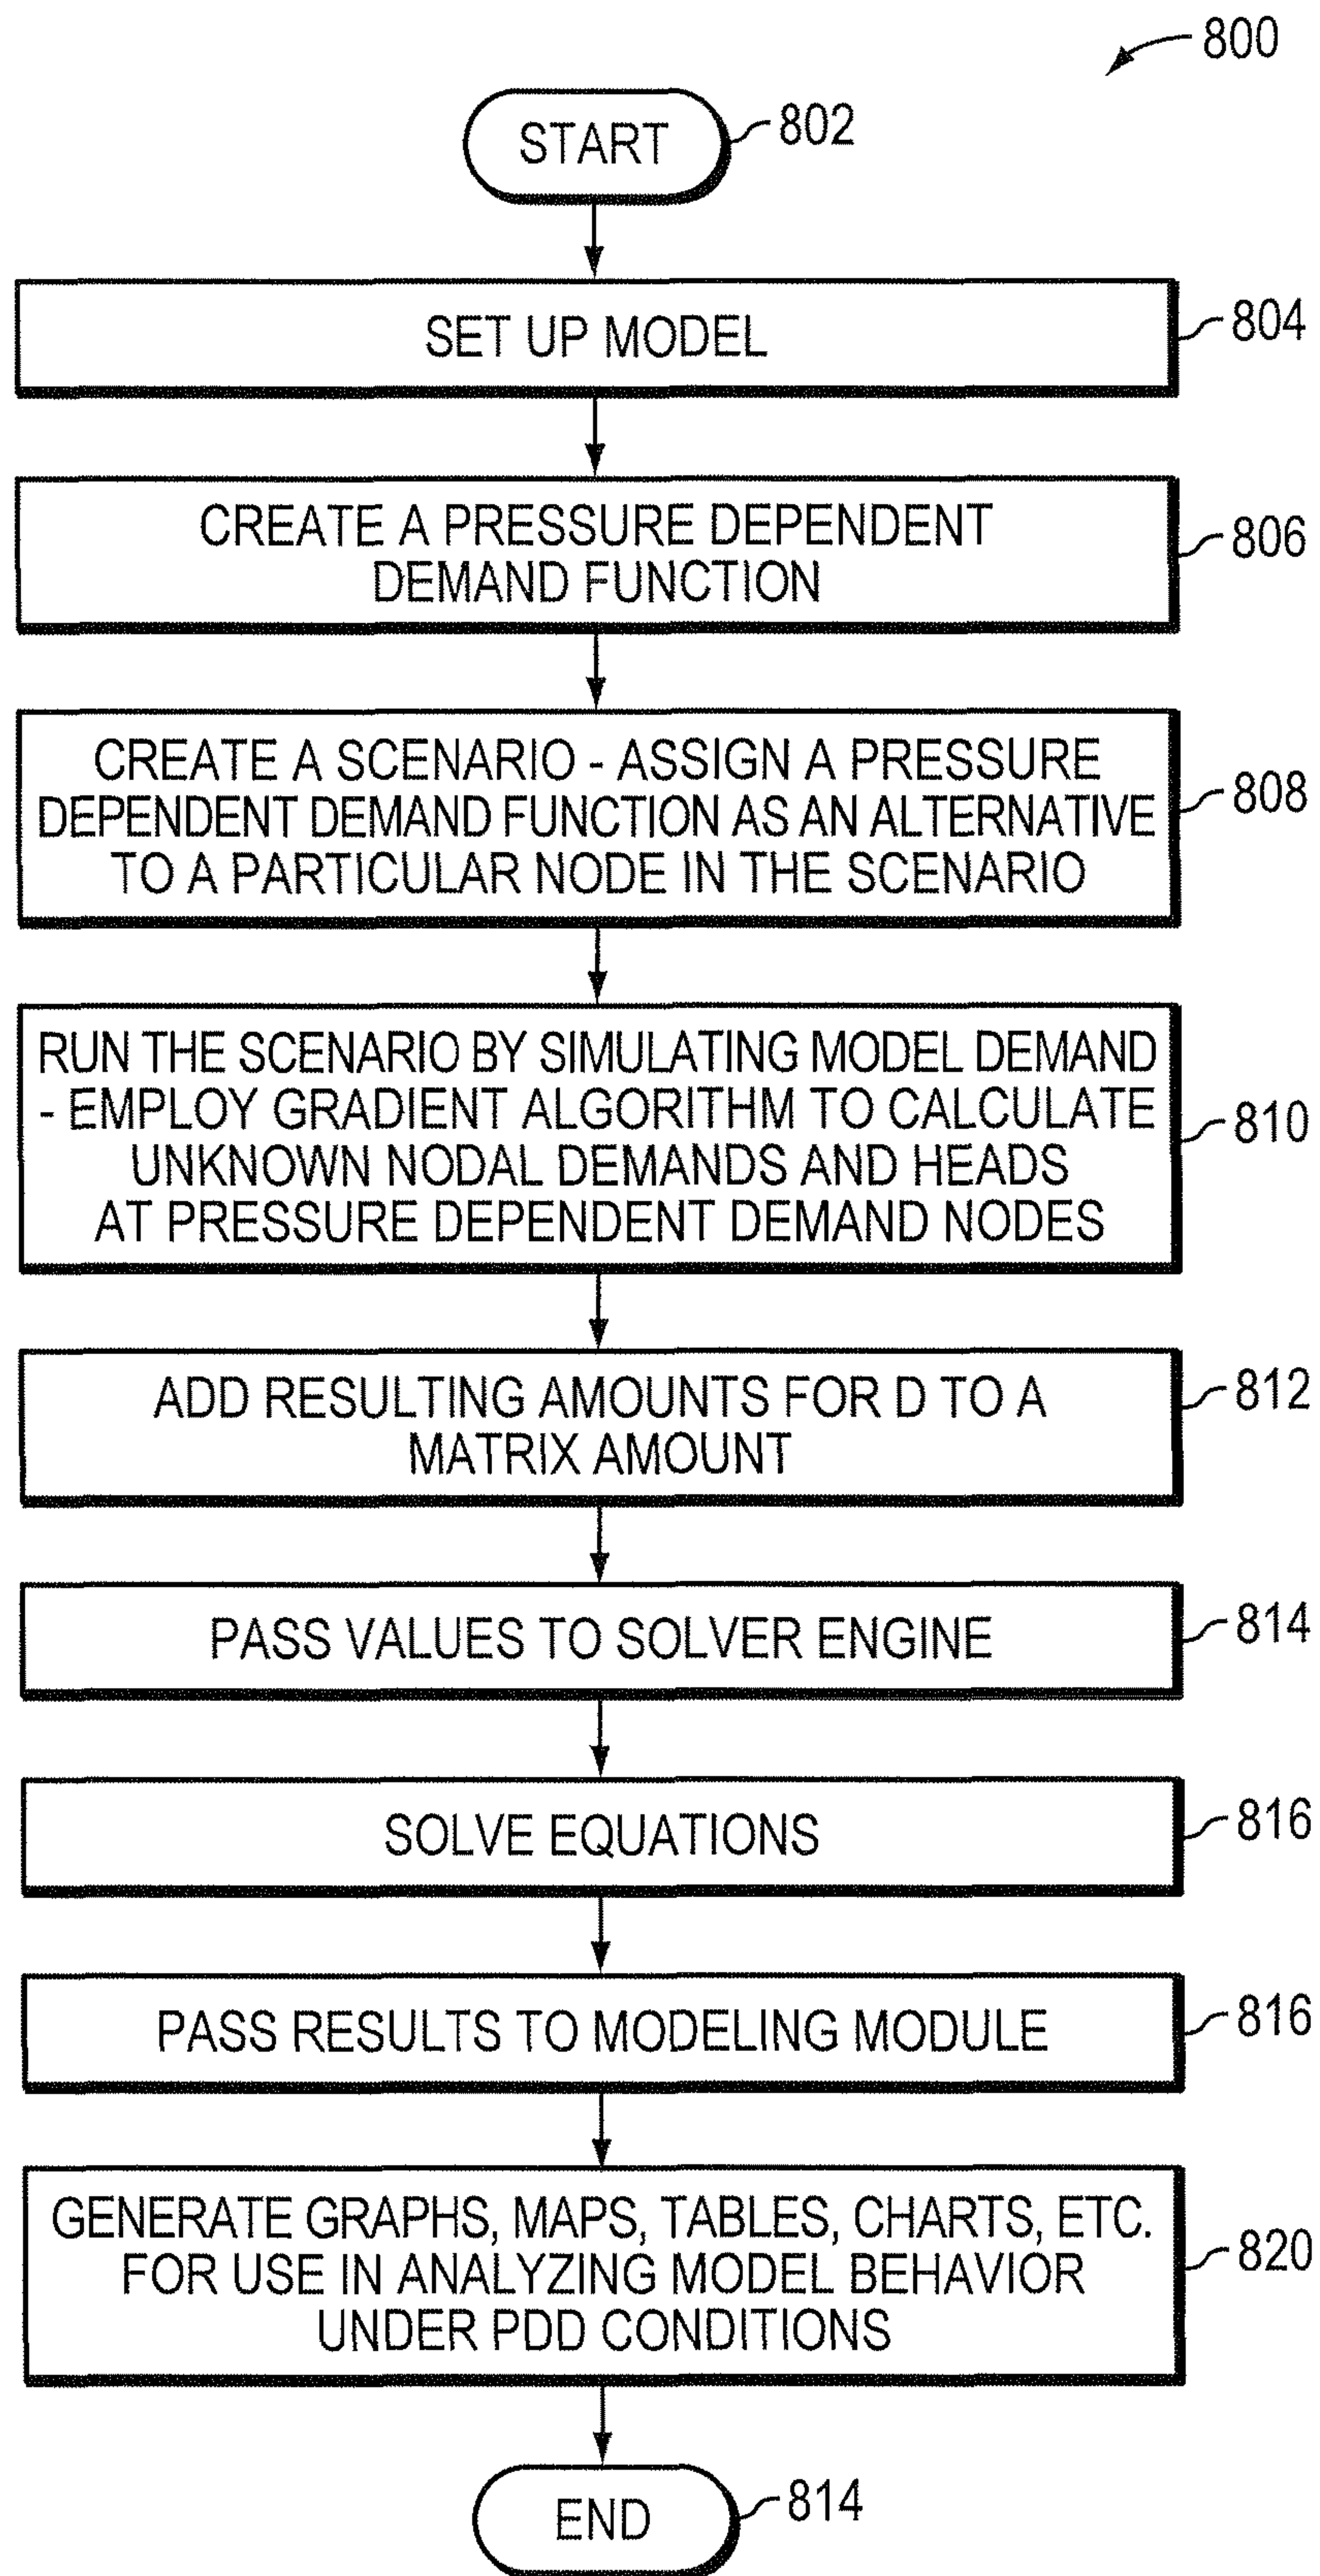 800
START
802
SET UP MODEL
804
CREATE A PRESSURE DEPENDENT
DEMAND FUNCTION
806
CREATE A SCENARIO - ASSIGN A PRESSURE
DEPENDENT DEMAND FUNCTION AS AN ALTERNATIVE
TO A PARTICULAR NODE IN THE SCENARIO
808
RUN THE SCENARIO BY SIMULATING MODEL DEMAND
- EMPLOY GRADIENT ALGORITHM TO CALCULATE
UNKNOWN NODAL DEMANDS AND HEADS
AT PRESSURE DEPENDENT DEMAND NODES
810
ADD RESULTING AMOUNTS FOR D TO A
MATRIX AMOUNT
812
PASS VALUES TO SOLVER ENGINE
814
SOLVE EQUATIONS
816
PASS RESULTS TO MODELING MODULE
816
GENERATE GRAPHS, MAPS, TABLES, CHARTS, ETC.
FOR USE IN ANALYZING MODEL BEHAVIOR
UNDER PDD CONDITIONS
820
END
814